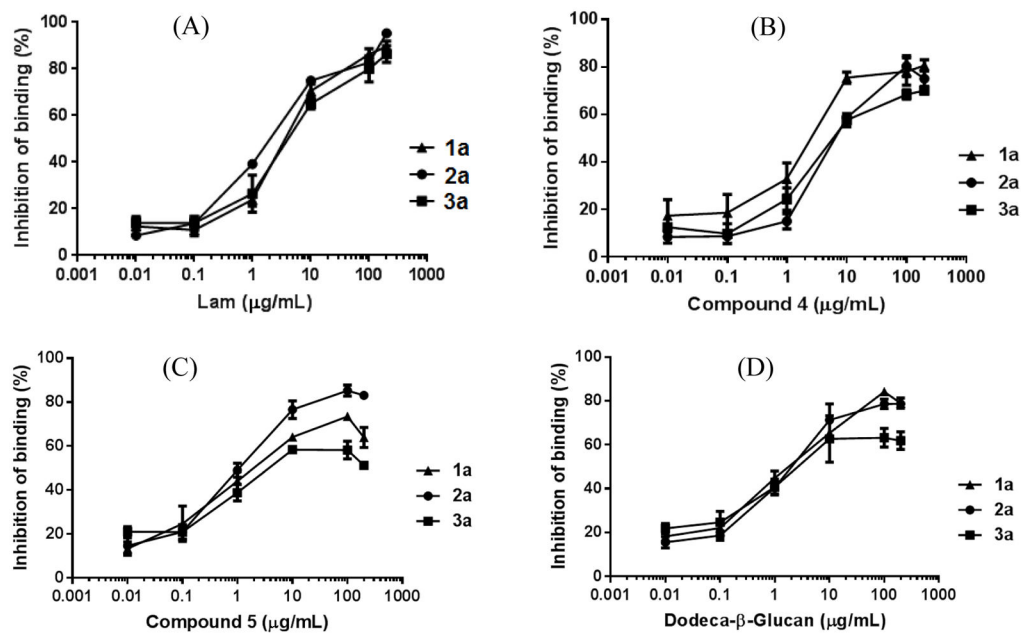 (A)
Inhibition of binding (%)
100
80
60
40
20
0
0.001 0.01 0.1 1 10 100 1000
Lam (μg/mL)
1a
2a
3a
(B)
Inhibition of binding (%)
100
80
60
40
20
0
0.001 0.01 0.1 1 10 100 1000
Compound 4 (μg/mL)
1a
2a
3a
(C)
Inhibition of binding (%)
100
80
60
40
20
0
0.001 0.01 0.1 1 10 100 1000
Compound 5 (μg/mL)
1a
2a
3a
(D)
Inhibition of binding (%)
100
80
60
40
20
0
0.001 0.01 0.1 1 10 100 1000
Dodeca-β-Glucan (μg/mL)
1a
2a
3a